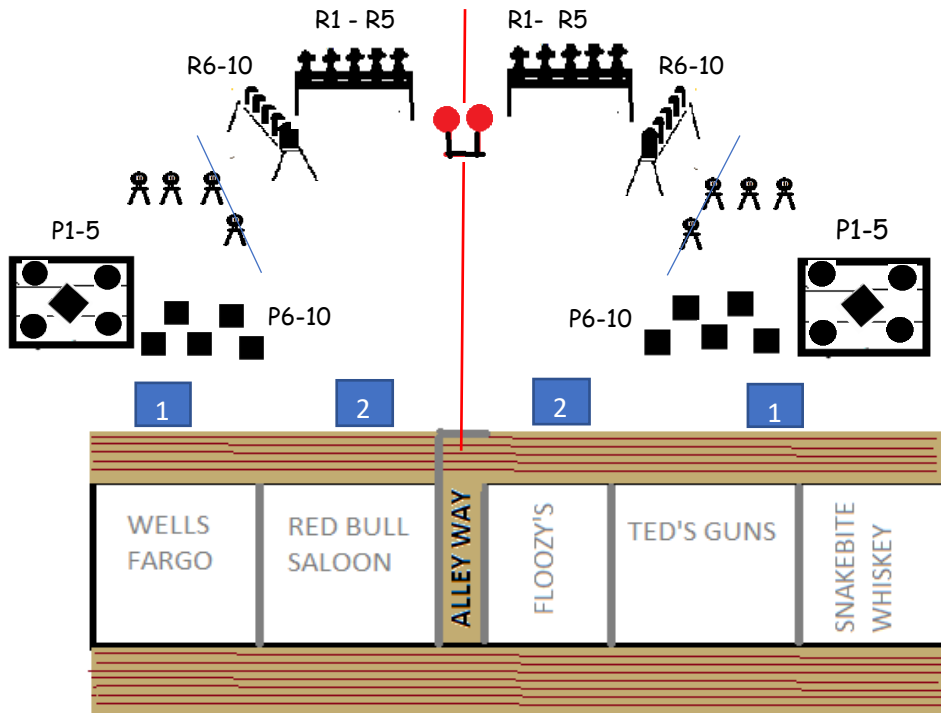 R1 - R5
R1- R5
R6-10
R6-10
P1-5
P1-5
P6-10
P6-10
1
2
2
1
WELLS
FARGO
RED BULL
SALOON
ALLEY WAY
FLOOZY'S
TED'S GUNS
SNAKEBITE
WHISKEY